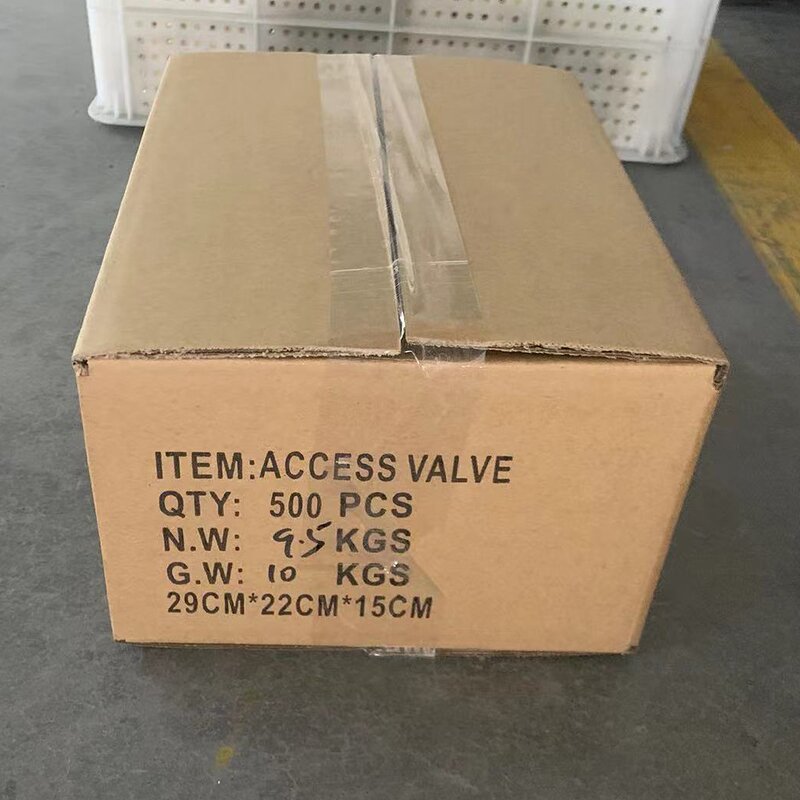 ITEM:ACCESS VALVE
QTY: 500 PCS
N.W: 9.5 KGS
G.W: 10 KGS
29CM*22CM*15CM